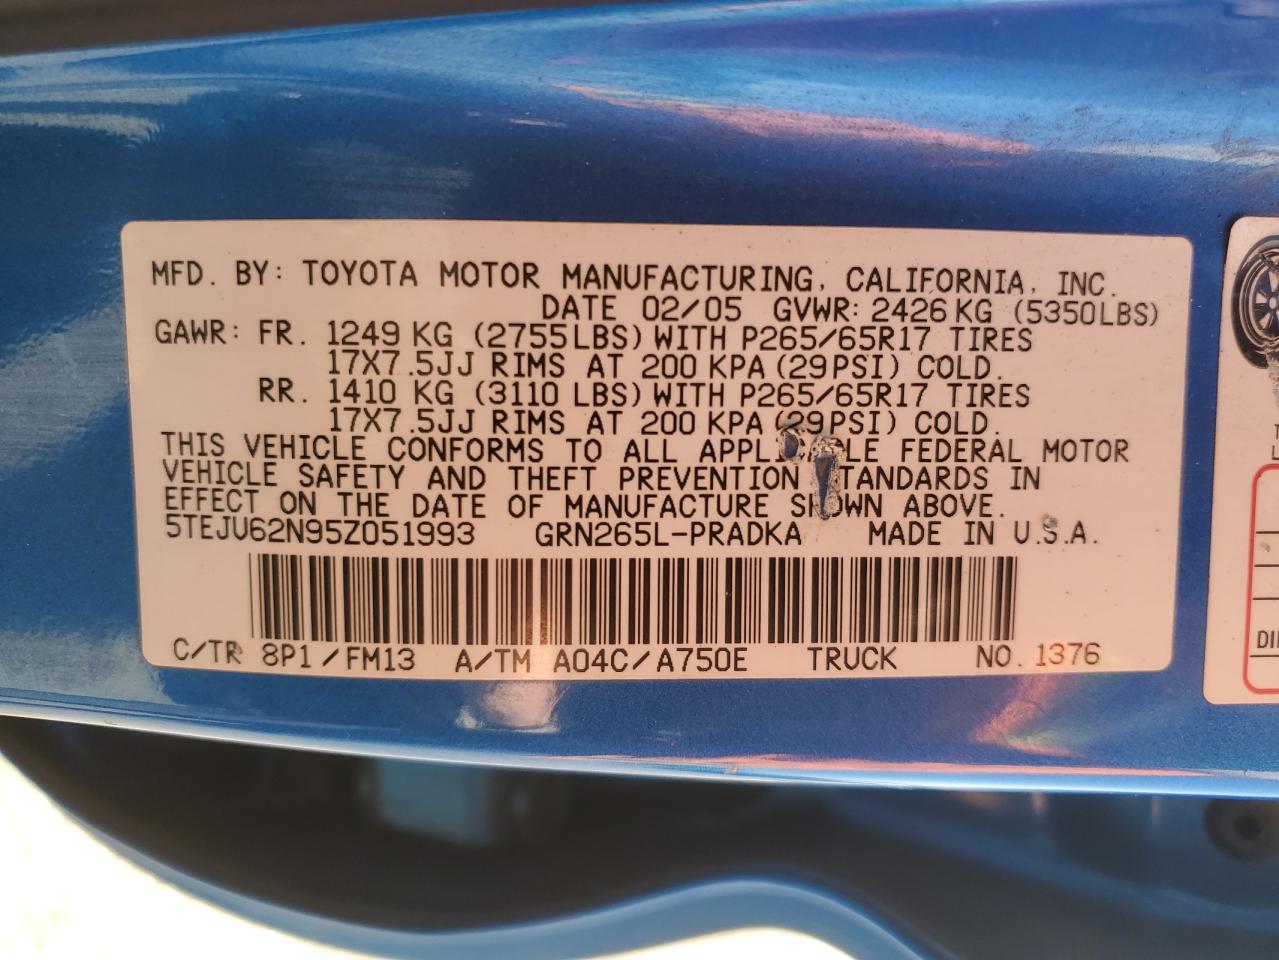 MFD. BY: TOYOTA MOTOR MANUFACTURING, CALIFORNIA, INC.
DATE 02/05 GVWR: 2426 KG (5350LBS)
GAWR: FR. 1249 KG (2755LBS) WITH P265/65R17 TIRES
17X7.5JJ RIMS AT 200 KPA (29PSI) COLD.
RR. 1410 KG (3110 LBS) WITH P265/65R17 TIRES
17X7.5JJ RIMS AT 200 KPA (29PSI) COLD.
THIS VEHICLE CONFORMS TO ALL APPLICABLE FEDERAL MOTOR
VEHICLE SAFETY AND THEFT PREVENTION STANDARDS IN
EFFECT ON THE DATE OF MANUFACTURE SHOWN ABOVE.
5TEJU62N95Z051993 GRN265L-PRADKA MADE IN U.S.A.
C/TR 8P1/FM13 A/TM A04C/A750E TRUCK NO. 1376